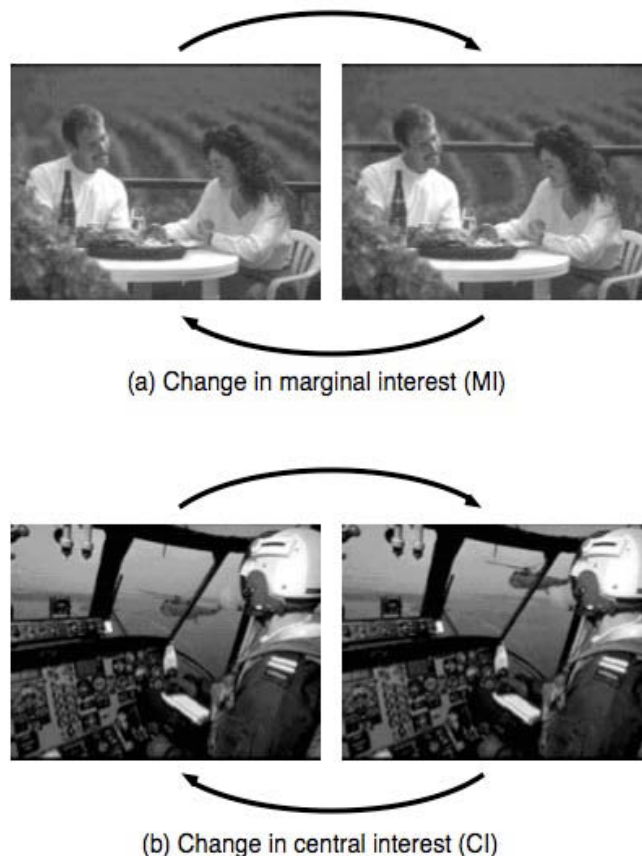 (a) Change in marginal interest (MI)
(b) Change in central interest (CI)